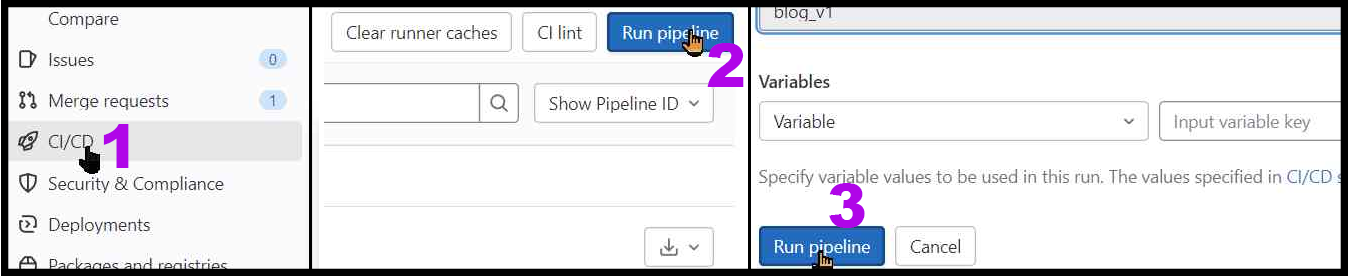 Compare
Issues 0
Merge requests 1
CI/CD 1
Security & Compliance
Deployments
Packages and registries
Clear runner caches CI lint Run pipeline
2
Show Pipeline ID
blog_v1
Variables
Variable Input variable key
Specify variable values to be used in this run. The values specified in CI/CD s
3
Run pipeline Cancel